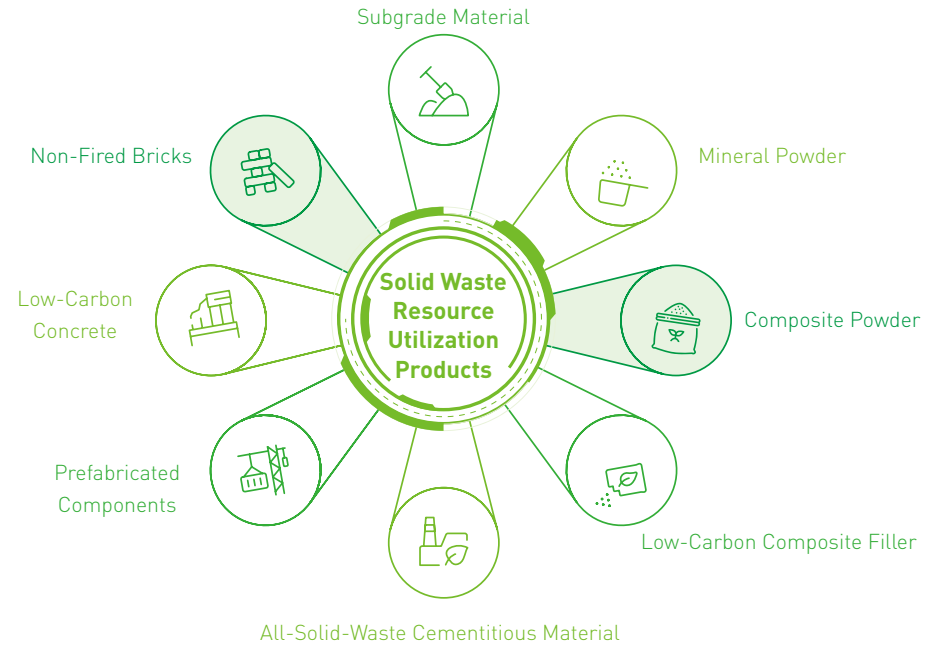 Subgrade Material
Non-Fired Bricks
Mineral Powder
Solid Waste
Resource
Utilization
Products
Low-Carbon
Concrete
Composite Powder
Prefabricated
Components
Low-Carbon Composite Filler
All-Solid-Waste Cementitious Material